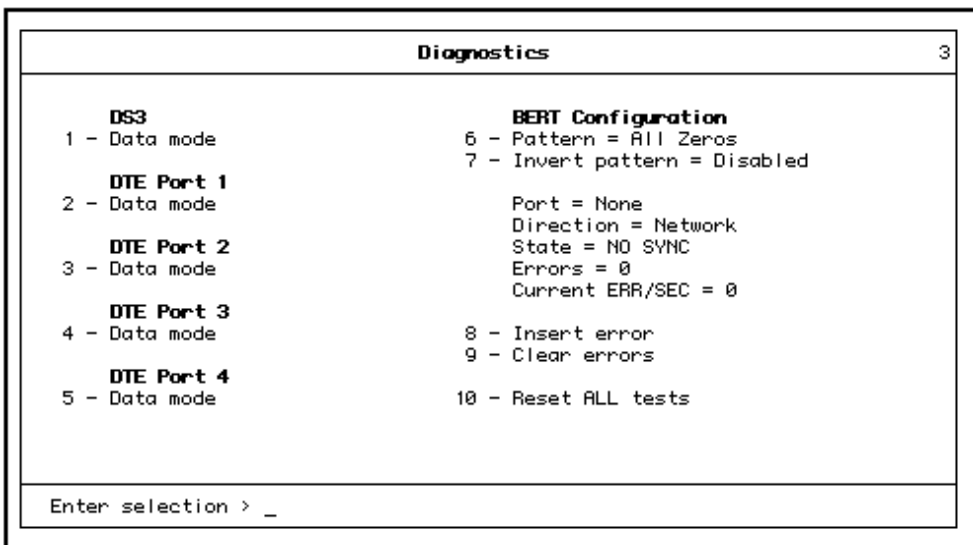 Diagnostics 3
DS3
1 - Data mode
DTE Port 1
2 - Data mode
DTE Port 2
3 - Data mode
DTE Port 3
4 - Data mode
DTE Port 4
5 - Data mode
BERT Configuration
6 - Pattern = All Zeros
7 - Invert pattern = Disabled
Port = None
Direction = Network
State = NO SYNC
Errors = 0
Current ERR/SEC = 0
8 - Insert error
9 - Clear errors
10 - Reset ALL tests
Enter selection > _